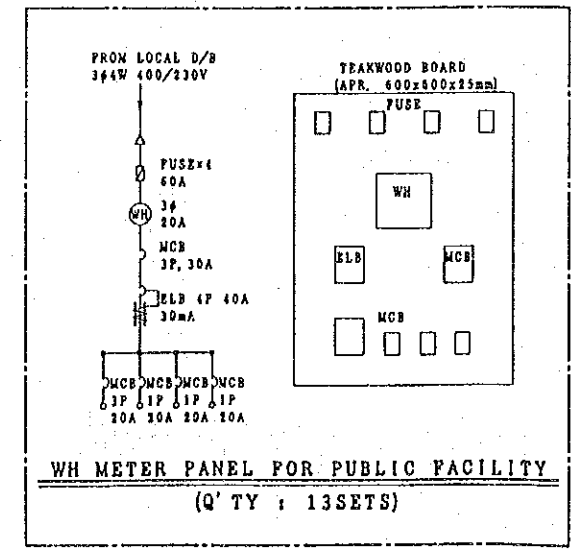 FROM LOCAL D/B
3φ4W 400/230V
FUSE×4
60A
WH
3φ
20A
MCB
3P, 30A
ELB 4P 40A
30mA
MCB MCB MCB MCB
3P 1P 1P 1P
20A 20A 20A 20A
TEAKWOOD BOARD
(APR. 600x600x25mm)
FUSE
WH
ELB
MCB
MCB
WH METER PANEL FOR PUBLIC FACILITY
(Q'TY : 13SETS)